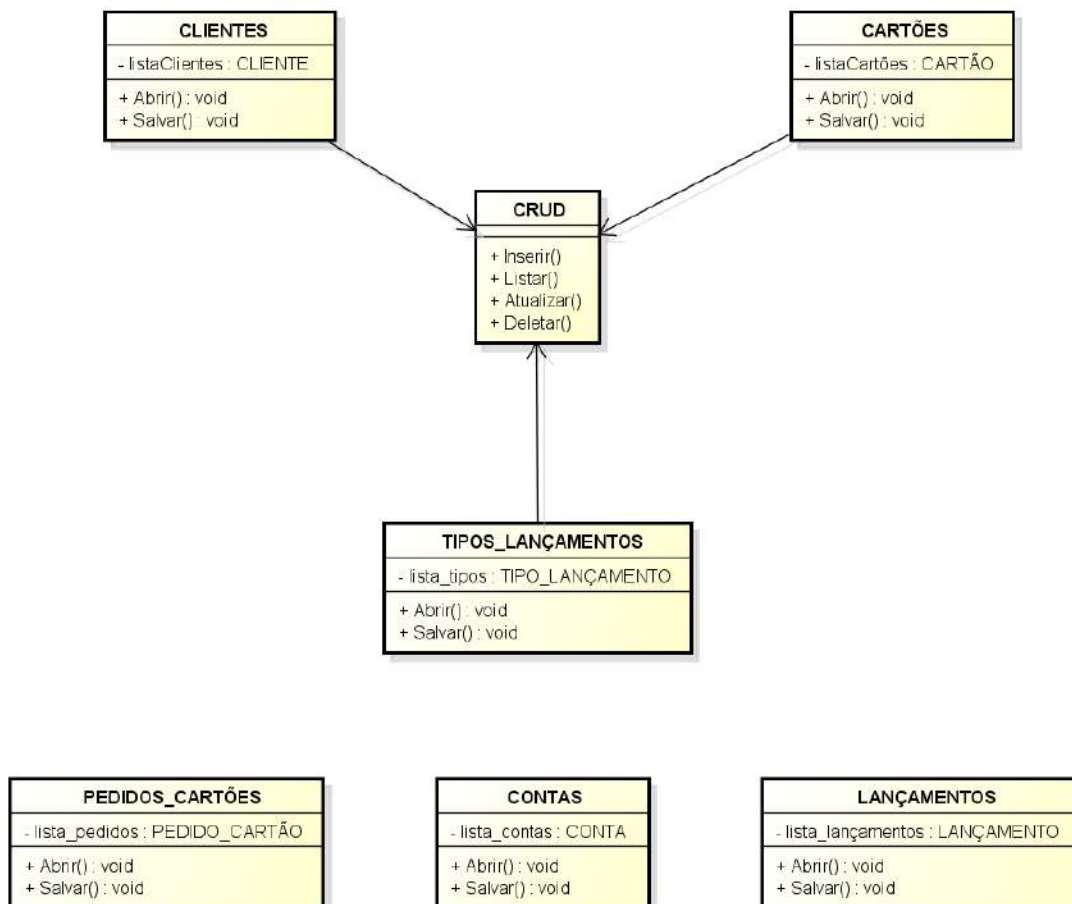 CLIENTES
- listaClientes : CLIENTE
+ Abrir() : void
+ Salvar() : void
CARTÕES
- listaCartões : CARTÃO
+ Abrir() : void
+ Salvar() : void
CRUD
+ Inserir()
+ Listar()
+ Atualizar()
+ Deletar()
TIPOS_LANÇAMENTOS
- lista_tipos : TIPO_LANÇAMENTO
+ Abrir() : void
+ Salvar() : void
PEDIDOS_CARTÕES
- lista_pedidos : PEDIDO_CARTÃO
+ Abrir() : void
+ Salvar() : void
CONTAS
- lista_contas : CONTA
+ Abrir() : void
+ Salvar() : void
LANÇAMENTOS
- lista_lançamentos : LANÇAMENTO
+ Abrir() : void
+ Salvar() : void